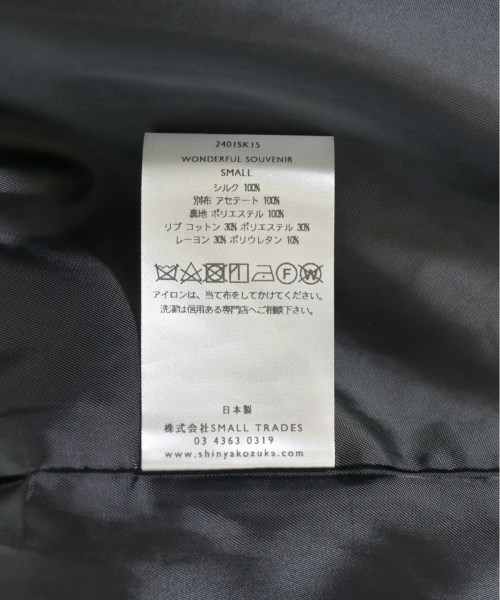 2401SK15
WONDERFUL SOUVENIR
SMALL
シルク 100%
別布 アセテート 100%
裏地 ポリエステル 100%
リブ コットン 30% ポリエステル 30%
レーヨン 30% ポリウレタン 10%
アイロンは、当て布をしてかけてください。
洗濯は信用ある専門店へご相談下さい。
日本製
株式会社SMALL TRADES
03 4363 0319
www.shinyakozuka.com